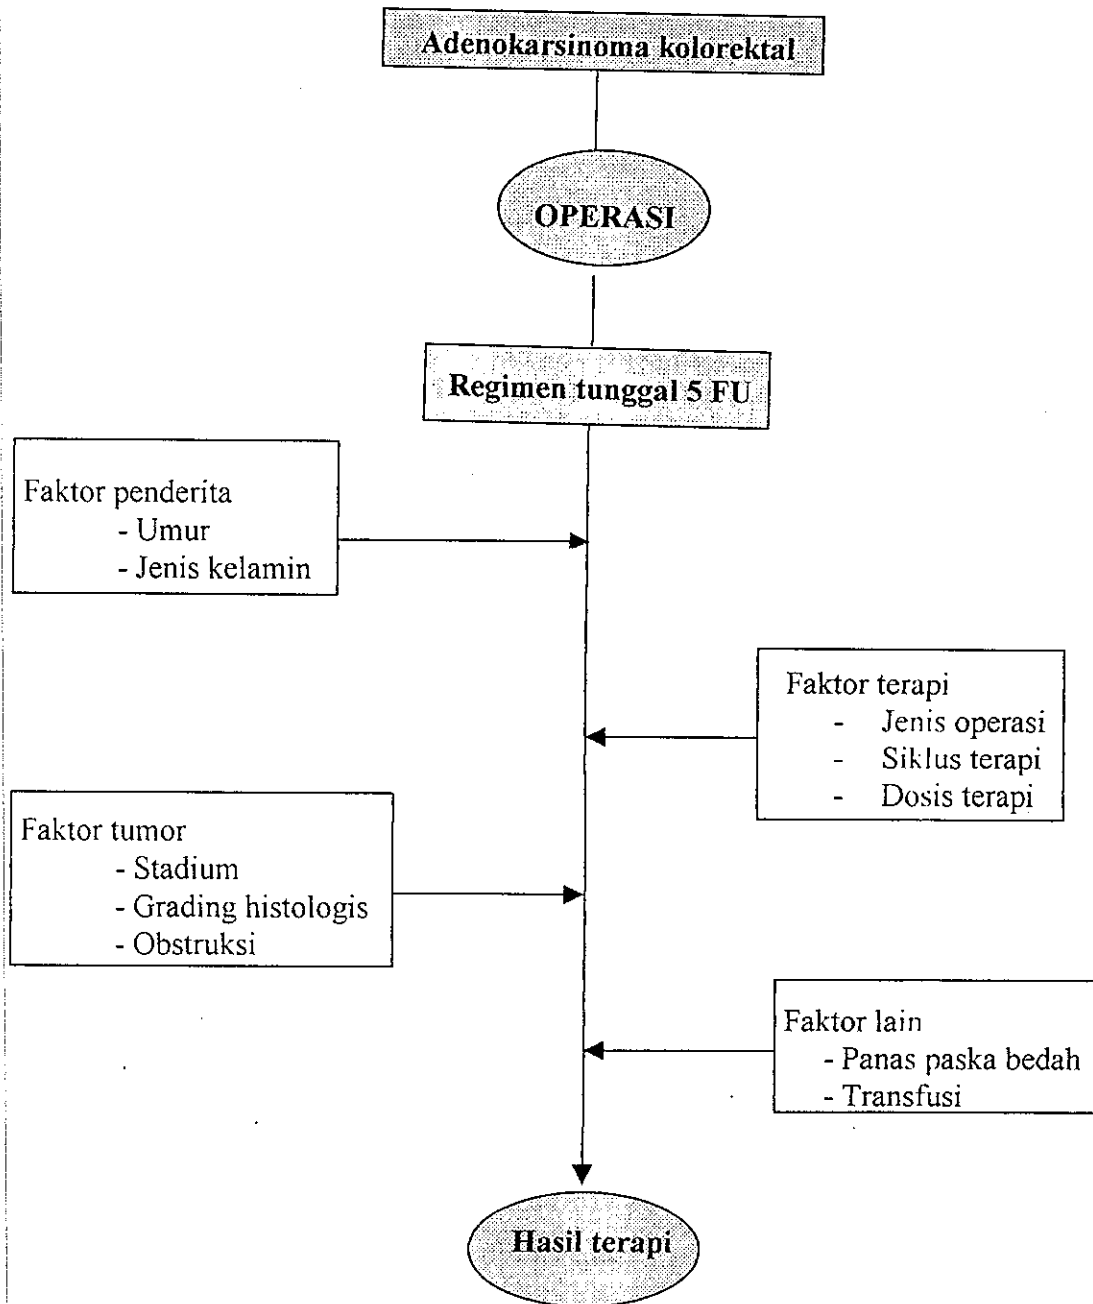 Adenokarsinoma kolorektal
OPERASI
Regimen tunggal 5 FU
Faktor penderita
- Umur
- Jenis kelamin
Faktor terapi
- Jenis operasi
- Siklus terapi
- Dosis terapi
Faktor tumor
- Stadium
- Grading histologis
- Obstruksi
Faktor lain
- Panas paska bedah
- Transfusi
Hasil terapi